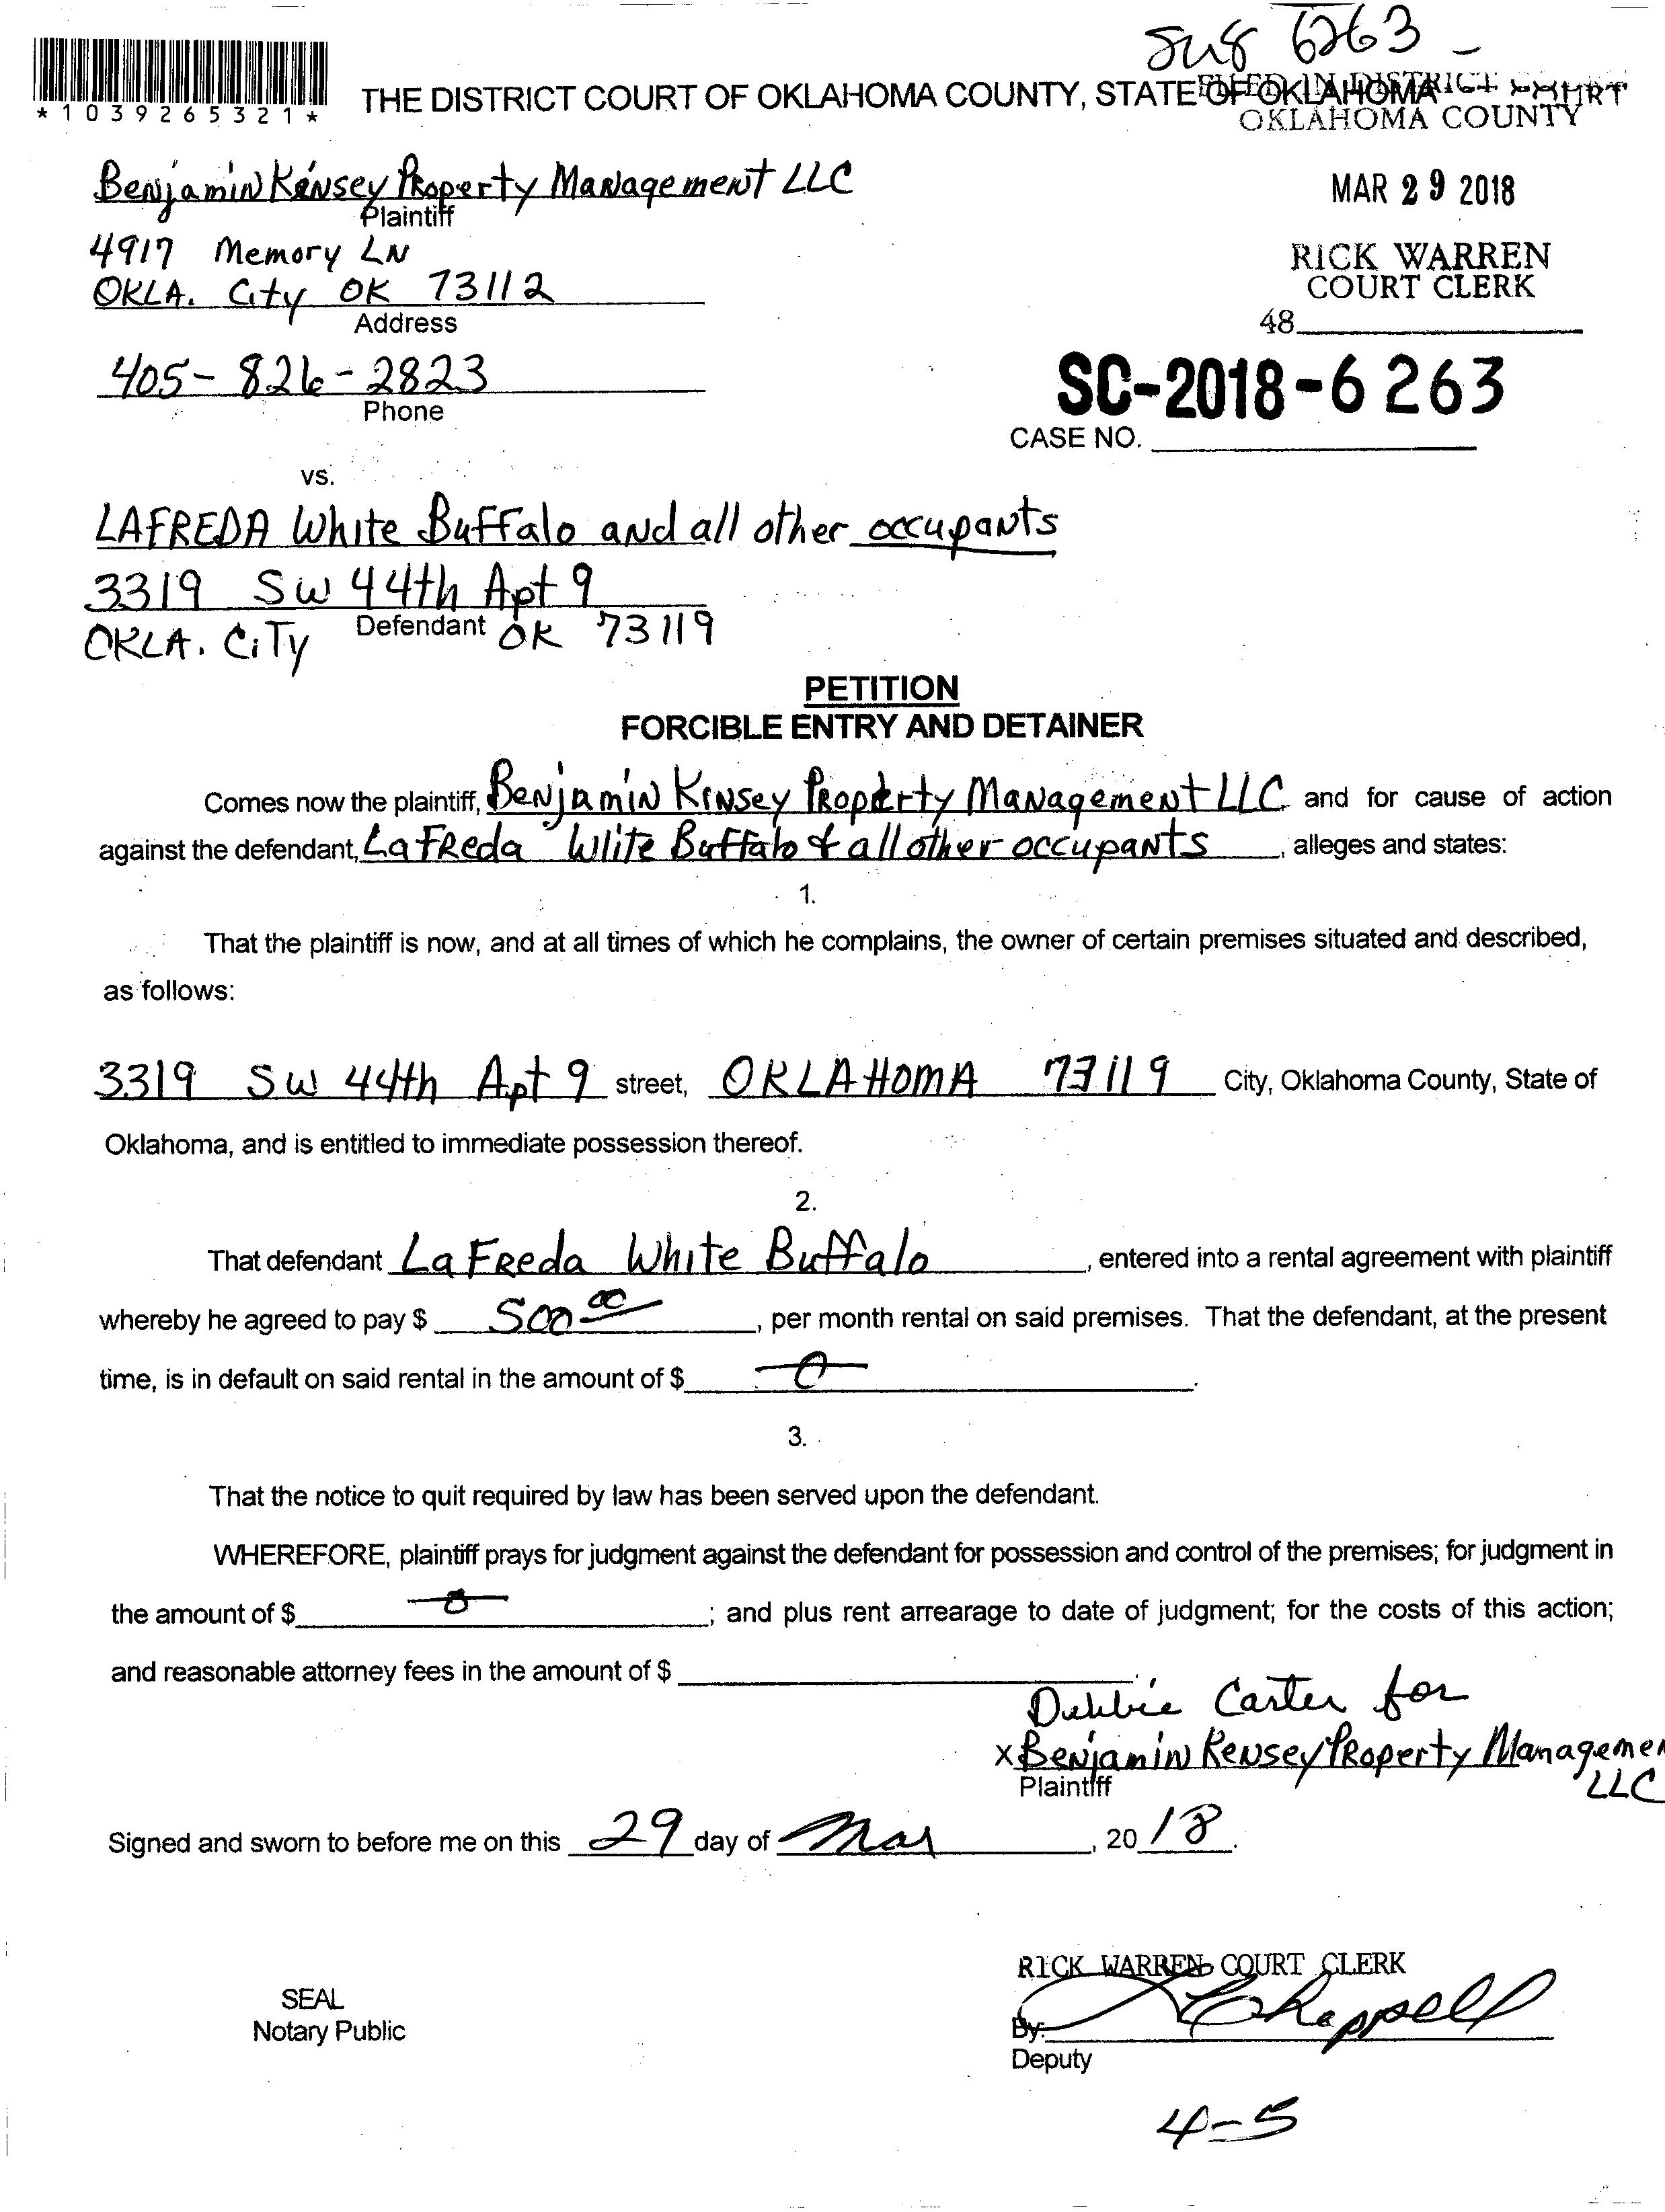 SUB 6263 -
*1039265321*
THE DISTRICT COURT OF OKLAHOMA COUNTY, STATE OF OKLAHOMA
FILED IN DISTRICT COURT
OKLAHOMA COUNTY
Benjamin Kinsey Property Management LLC
Plaintiff
MAR 29 2018
4917 Memory LN
OKLA. City OK 73112
Address
RICK WARREN
COURT CLERK
48
405-826-2823
Phone
SC-2018-6263
CASE NO.
vs.
LAFREDA White Buffalo and all other occupants
3319 SW 44th Apt 9
Defendant
OKLA. CiTy OK 73119
PETITION
FORCIBLE ENTRY AND DETAINER
Comes now the plaintiff, Benjamin Kinsey Property Management LLC and for cause of action
against the defendant, LaFreda Wlite Buffalo & all other occupants, alleges and states:
1.
That the plaintiff is now, and at all times of which he complains, the owner of certain premises situated and described,
as follows:
3319 SW 44th Apt 9 street, OKLAHOMA 73119 City, Oklahoma County, State of
Oklahoma, and is entitled to immediate possession thereof.
2.
That defendant LaFreda White Buffalo, entered into a rental agreement with plaintiff
whereby he agreed to pay $ 500 00, per month rental on said premises. That the defendant, at the present
time, is in default on said rental in the amount of $ -0-.
3.
That the notice to quit required by law has been served upon the defendant.
WHEREFORE, plaintiff prays for judgment against the defendant for possession and control of the premises; for judgment in
the amount of $ -0-; and plus rent arrearage to date of judgment; for the costs of this action;
and reasonable attorney fees in the amount of $
Debbie Carter for
x Benjamin Kensey Property Managemen
LLC
Plaintiff
Signed and sworn to before me on this 29 day of Mar, 2018.
RICK WARREN COURT CLERK
SEAL
Notary Public
By: Chappell
Deputy
4-5